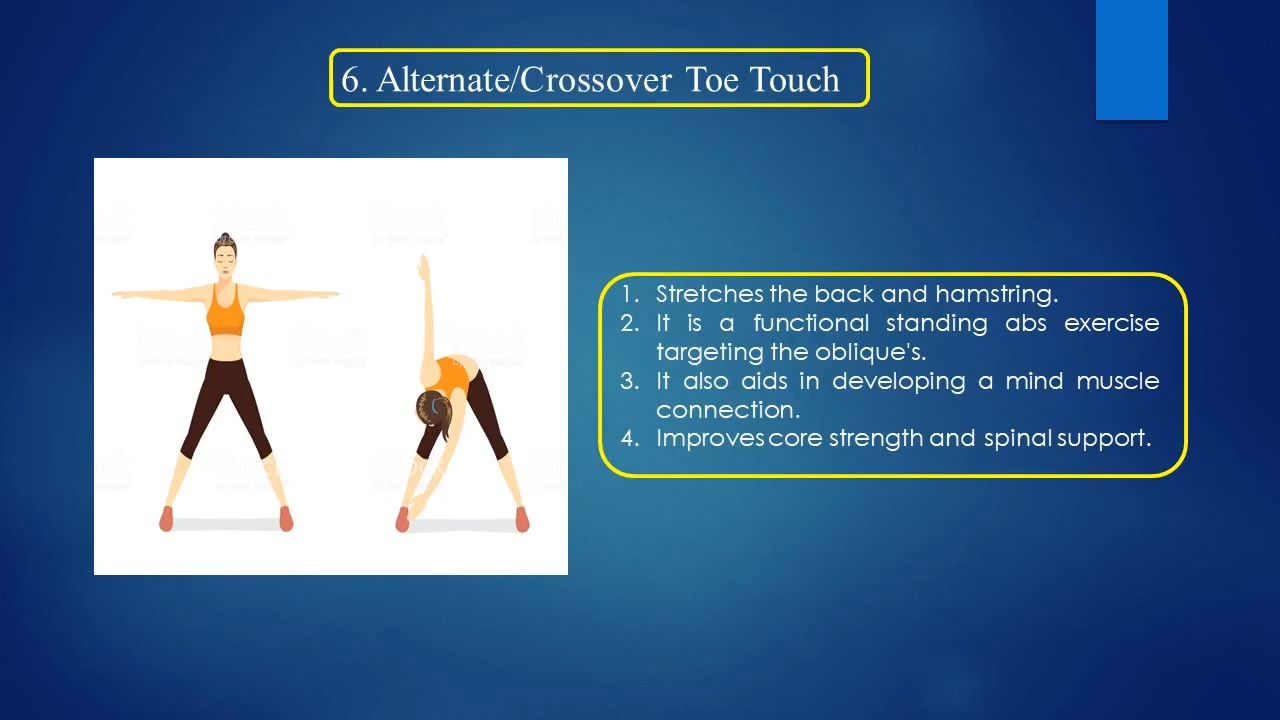 6. Alternate/Crossover Toe Touch
1. Stretches the back and hamstring.
2. It is a functional standing abs exercise
targeting the oblique's.
3. It also aids in developing a mind muscle
connection.
4. Improves core strength and spinal support.